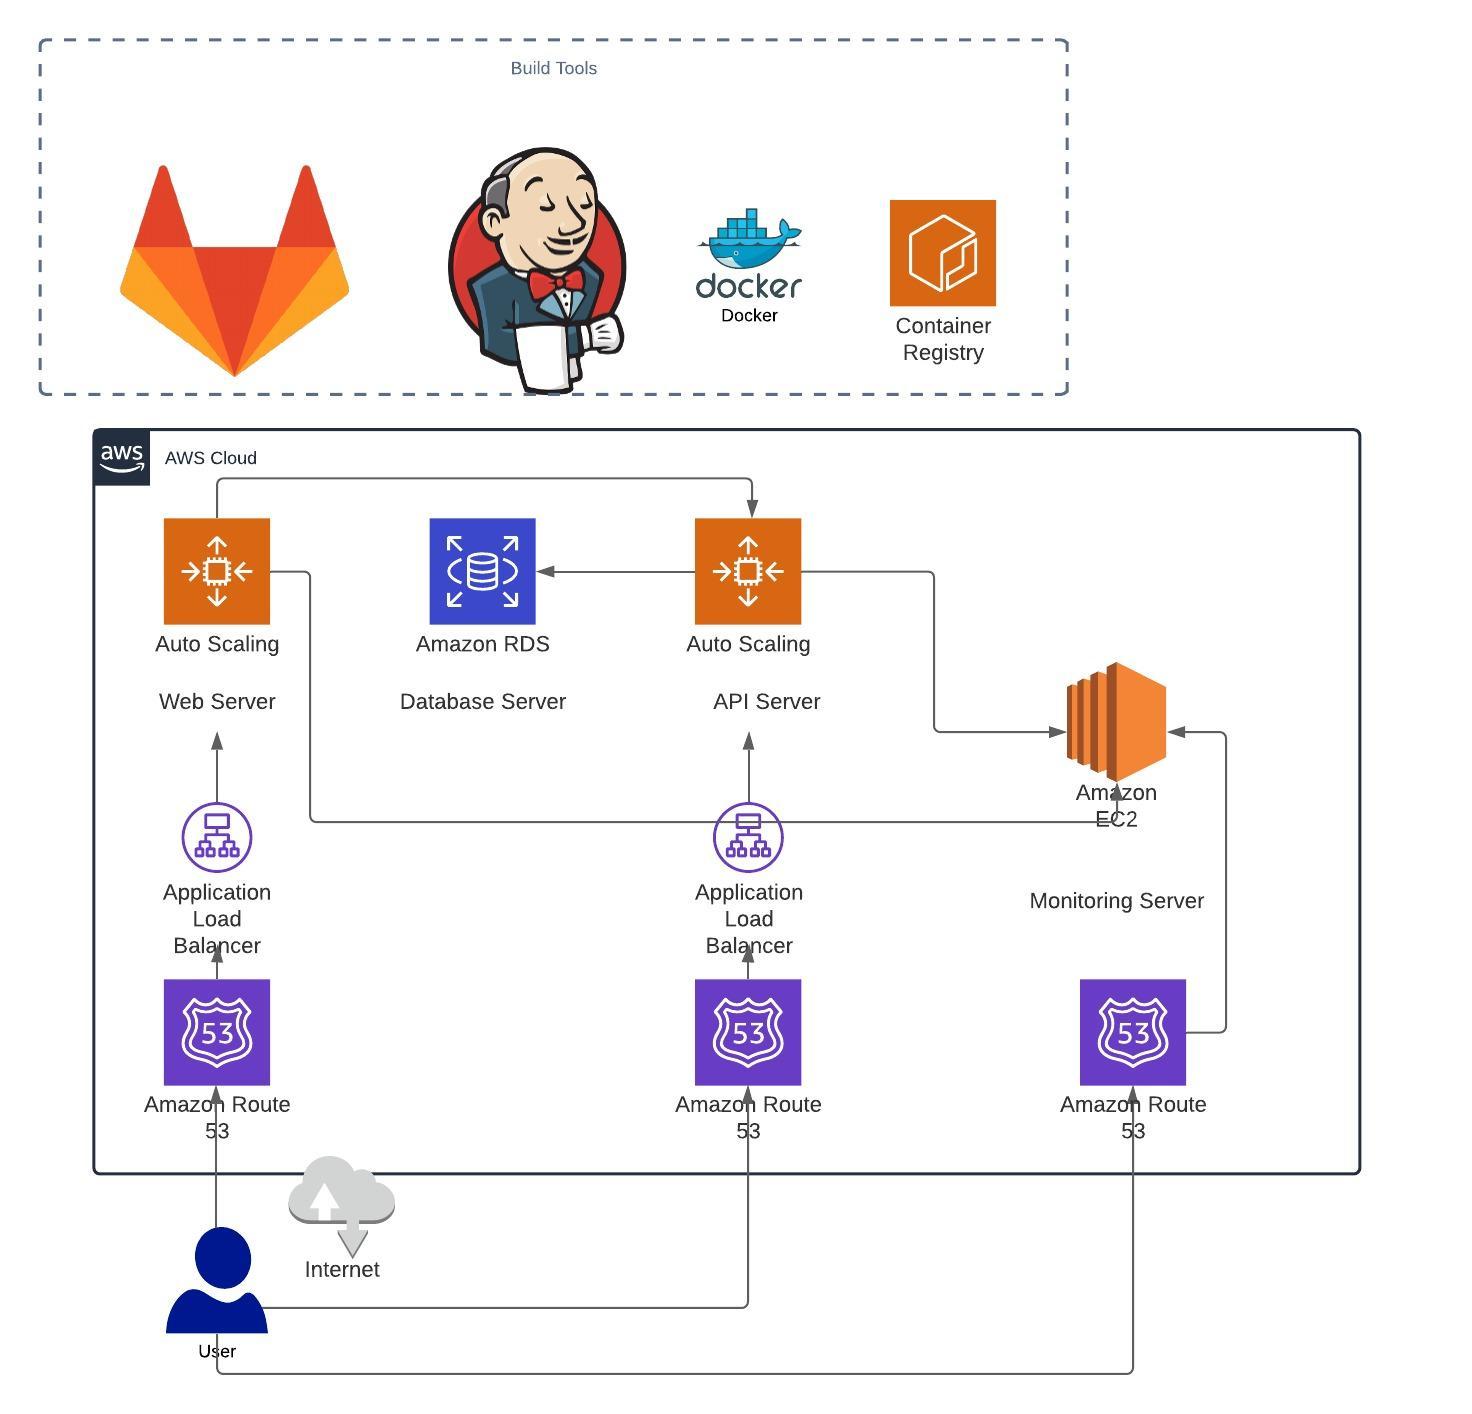 Build Tools
docker
Docker
Container
Registry
aws
AWS Cloud
Auto Scaling
Amazon RDS
Auto Scaling
Web Server
Database Server
API Server
Amazon
EC2
Application
Load
Balancer
Application
Load
Balancer
Monitoring Server
53
53
53
Amazon Route
53
Amazon Route
53
Amazon Route
53
Internet
User